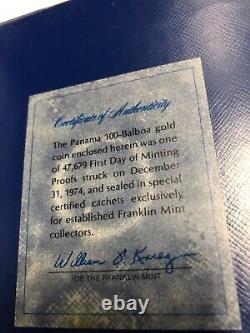 Certificate of Authenticity
The Panama 100-Balboa gold
coin enclosed herein was one
of 47,679 First Day of Minting
Proofs struck on December
31, 1974, and sealed in special
certified cachets exclusively
for established Franklin Mint
collectors.
FOR THE FRANKLIN MINT
picclick.com